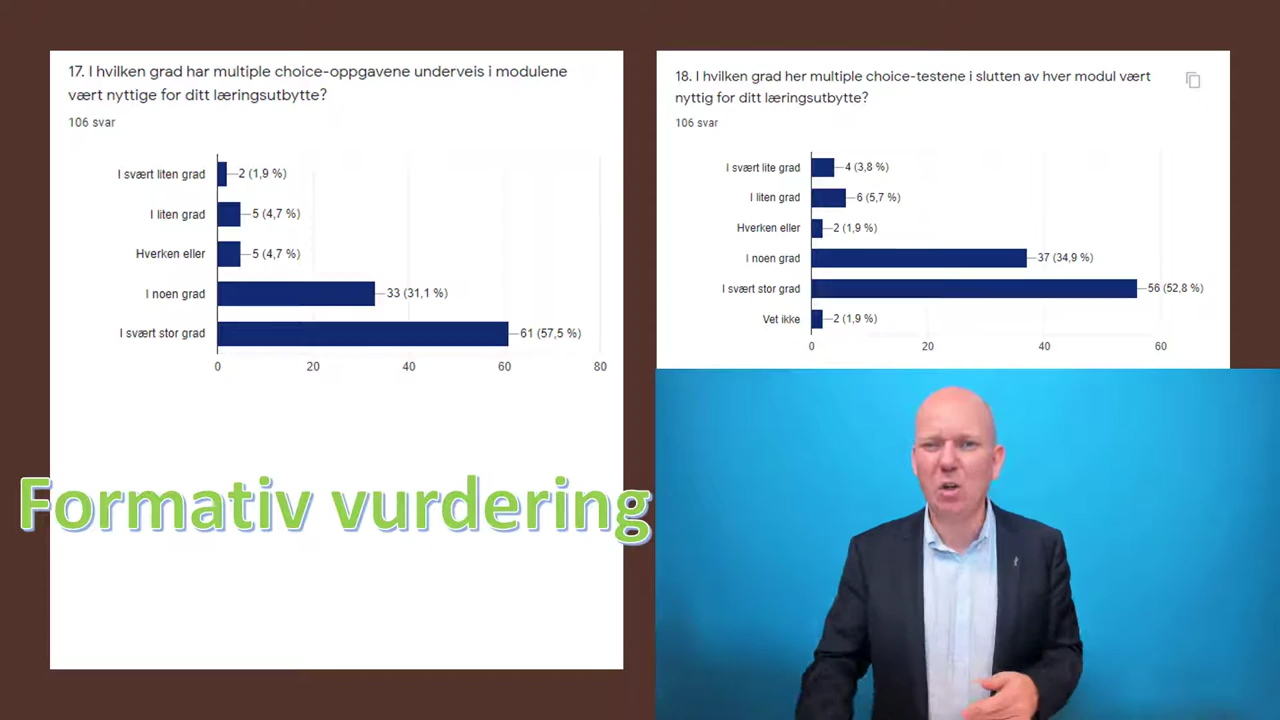 17. I hvilken grad har multiple choice-oppgavene underveis i modulene
vært nyttige for ditt læringsutbytte?
106 svar
I svært liten grad 2 (1,9 %)
I liten grad 5 (4,7 %)
Hverken eller 5 (4,7 %)
I noen grad 33 (31,1 %)
I svært stor grad 61 (57,5 %)
0 20 40 60 80
18. I hvilken grad her multiple choice-testene i slutten av hver modul vært
nyttig for ditt læringsutbytte?
106 svar
I svært lite grad 4 (3,8 %)
I liten grad 6 (5,7 %)
Hverken eller 2 (1,9 %)
I noen grad 37 (34,9 %)
I svært stor grad 56 (52,8 %)
Vet ikke 2 (1,9 %)
0 20 40 60
Formativ vurdering